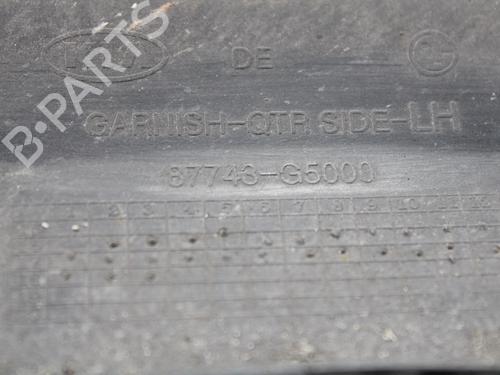 KIA DE
GARNISH-QTR SIDE-LH
87743-G5000
2 3 4 5 6 7 8 9 10 11 12
B-PARTS